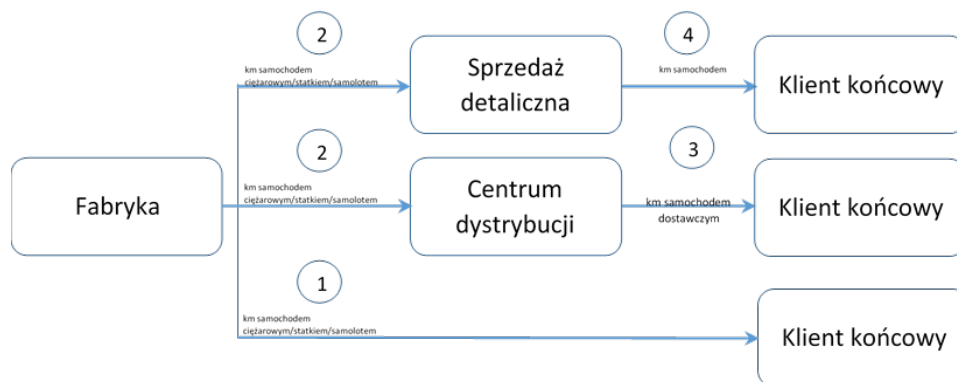 2
4
km samochodem
ciężarowym/statkiem/samolotem
Sprzedaż
detaliczna
km samochodem
Klient końcowy
2
3
Fabryka
km samochodem
ciężarowym/statkiem/samolotem
Centrum
dystrybucji
km samochodem
dostawczym
Klient końcowy
1
km samochodem
ciężarowym/statkiem/samolotem
Klient końcowy